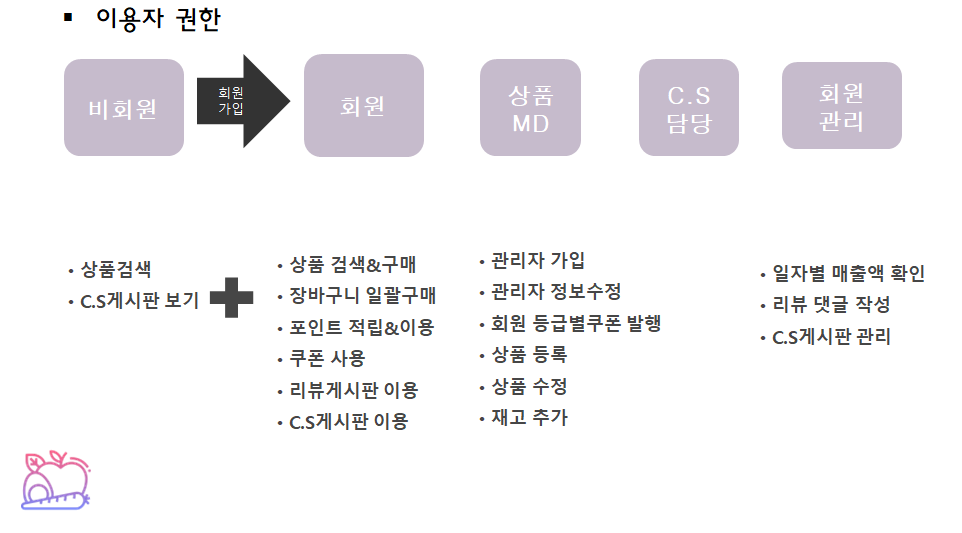 ▪ 이용자 권한
비회원
회원
가입
회원
상품
MD
C.S
담당
회원
관리
• 상품검색
• C.S게시판 보기
• 상품 검색&구매
• 장바구니 일괄구매
• 포인트 적립&이용
• 쿠폰 사용
• 리뷰게시판 이용
• C.S게시판 이용
• 관리자 가입
• 관리자 정보수정
• 회원 등급별쿠폰 발행
• 상품 등록
• 상품 수정
• 재고 추가
• 일자별 매출액 확인
• 리뷰 댓글 작성
• C.S게시판 관리